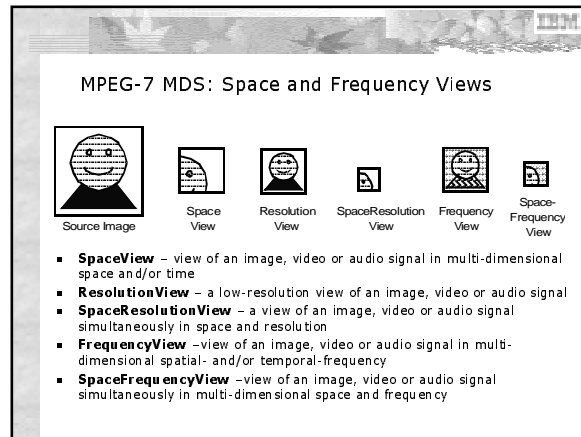 IBM
MPEG-7 MDS: Space and Frequency Views
Source Image
Space
View
Resolution
View
SpaceResolution
View
Frequency
View
Space-
Frequency
View
▪ SpaceView – view of an image, video or audio signal in multi-dimensional
space and/or time
▪ ResolutionView – a low-resolution view of an image, video or audio signal
▪ SpaceResolutionView – a view of an image, video or audio signal
simultaneously in space and resolution
▪ FrequencyView –view of an image, video or audio signal in multi-
dimensional spatial- and/or temporal-frequency
▪ SpaceFrequencyView –view of an image, video or audio signal
simultaneously in multi-dimensional space and frequency